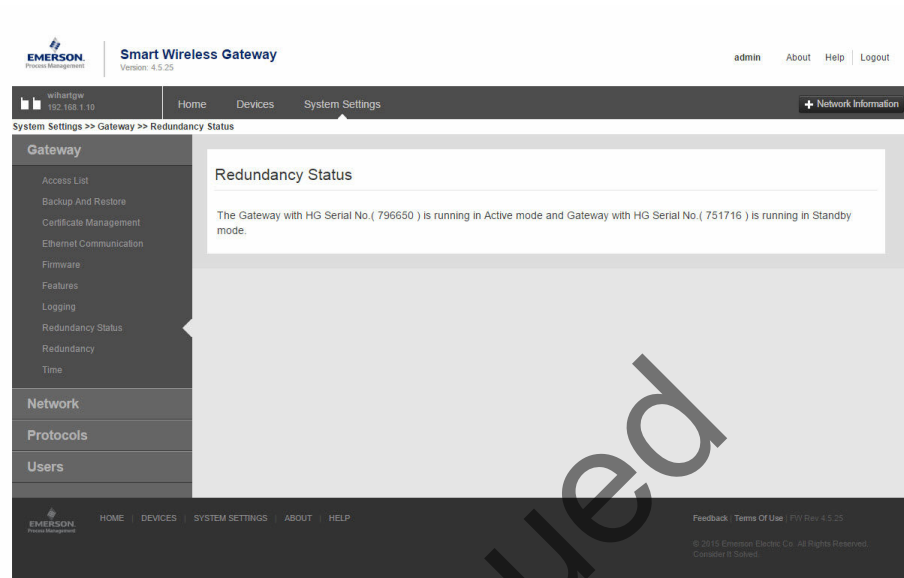 EMERSON.
Process Management
Smart Wireless Gateway
Version: 4.5.25
admin About Help Logout
wihartgw
192.168.1.10
Home Devices System Settings
+ Network Information
System Settings >> Gateway >> Redundancy Status
Gateway
Access List
Backup And Restore
Certificate Management
Ethernet Communication
Firmware
Features
Logging
Redundancy Status
Redundancy
Time
Network
Protocols
Users
Redundancy Status
The Gateway with HG Serial No.( 796650 ) is running in Active mode and Gateway with HG Serial No.( 751716 ) is running in Standby
mode.
ued
EMERSON.
Process Management
HOME | DEVICES | SYSTEM SETTINGS | ABOUT | HELP
Feedback | Terms Of Use | FW Rev 4.5.25
© 2015 Emerson Electric Co. All Rights Reserved.
Consider It Solved.